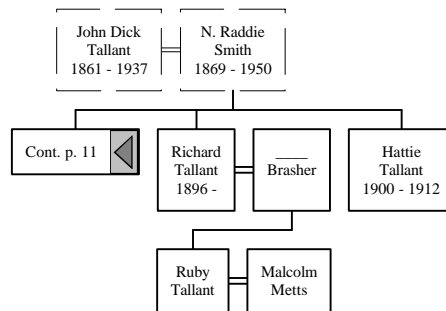 John Dick
Tallant
1861 - 1937
N. Raddie
Smith
1869 - 1950
Cont. p. 11
Richard
Tallant
1896 -
____
Brasher
Hattie
Tallant
1900 - 1912
Ruby
Tallant
Malcolm
Metts